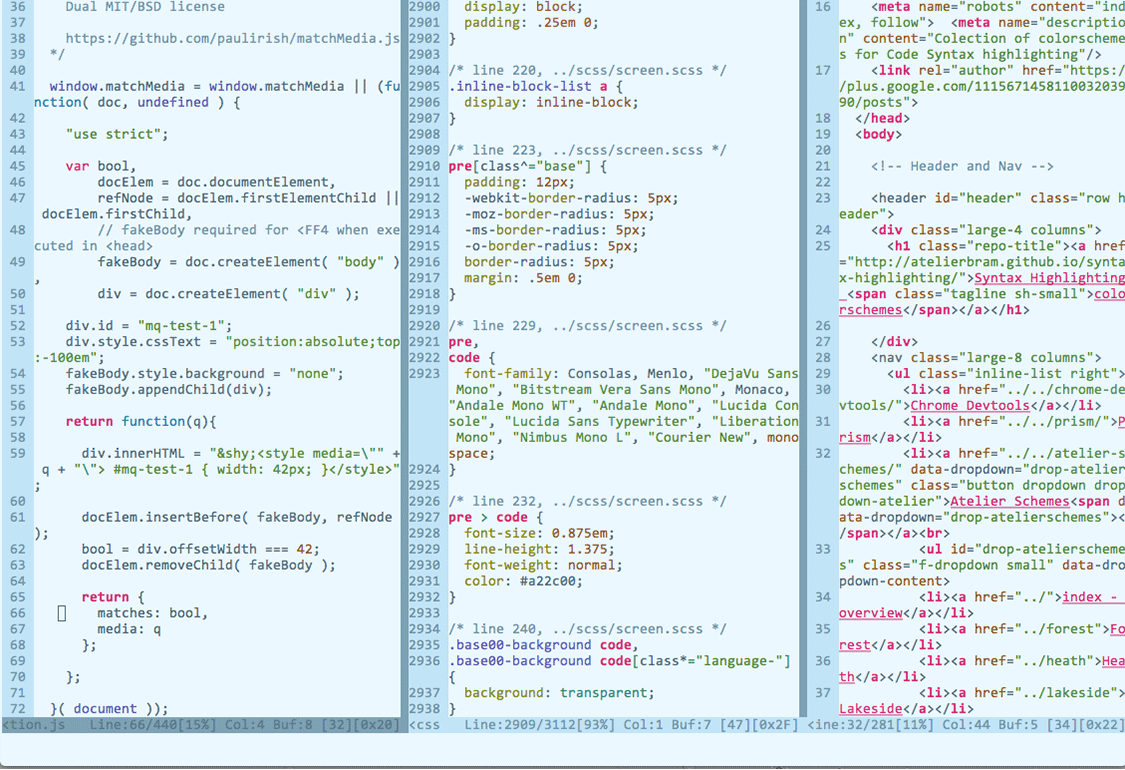 36    Dual MIT/BSD license
37
38    https://github.com/paulirish/matchMedia.js
39  */
40
41  window.matchMedia = window.matchMedia || (fu
nction( doc, undefined ) {
42
43    "use strict";
44
45    var bool,
46        docElem = doc.documentElement,
47        refNode = docElem.firstElementChild ||
 docElem.firstChild,
48        // fakeBody required for <FF4 when exe
cuted in <head>
49        fakeBody = doc.createElement( "body" )
,
50        div = doc.createElement( "div" );
51
52    div.id = "mq-test-1";
53    div.style.cssText = "position:absolute;top
:-100em";
54    fakeBody.style.background = "none";
55    fakeBody.appendChild(div);
56
57    return function(q){
58
59      div.innerHTML = "&shy;<style media=\"" +
 q + "\"> #mq-test-1 { width: 42px; }</style>"
;
60
61      docElem.insertBefore( fakeBody, refNode
);
62      bool = div.offsetWidth === 42;
63      docElem.removeChild( fakeBody );
64
65      return {
66        matches: bool,
67        media: q
68      };
69
70    };
71
72  }( document ));
<tion.js   Line:66/440[15%] Col:4 Buf:8 [32][0x20]
2900   display: block;
2901   padding: .25em 0;
2902 }
2903
2904 /* line 220, ../scss/screen.scss */
2905 .inline-block-list a {
2906   display: inline-block;
2907 }
2908
2909 /* line 223, ../scss/screen.scss */
2910 pre[class^="base"] {
2911   padding: 12px;
2912   -webkit-border-radius: 5px;
2913   -moz-border-radius: 5px;
2914   -ms-border-radius: 5px;
2915   -o-border-radius: 5px;
2916   border-radius: 5px;
2917   margin: .5em 0;
2918 }
2919
2920 /* line 229, ../scss/screen.scss */
2921 pre,
2922 code {
2923   font-family: Consolas, Menlo, "DejaVu Sans
 Mono", "Bitstream Vera Sans Mono", Monaco,
"Andale Mono WT", "Andale Mono", "Lucida Con
sole", "Lucida Sans Typewriter", "Liberation
 Mono", "Nimbus Mono L", "Courier New", mono
space;
2924 }
2925
2926 /* line 232, ../scss/screen.scss */
2927 pre > code {
2928   font-size: 0.875em;
2929   line-height: 1.375;
2930   font-weight: normal;
2931   color: #a22c00;
2932 }
2933
2934 /* line 240, ../scss/screen.scss */
2935 .base00-background code,
2936 .base00-background code[class*="language-"]
{
2937   background: transparent;
2938 }
<css   Line:2909/3112[93%] Col:1 Buf:7 [47][0x2F]
16     <meta name="robots" content="ind
ex, follow">  <meta name="descriptio
n" content="Colection of colorscheme
s for Code Syntax highlighting"/>
17     <link rel="author" href="https:/
/plus.google.com/1115671458110032039
90/posts">
18   </head>
19   <body>
20
21     <!-- Header and Nav -->
22
23     <header id="header" class="row h
eader">
24     <div class="large-4 columns">
25       <h1 class="repo-title"><a href
="http://atelierbram.github.io/synta
x-highlighting/">Syntax Highlighting
 <span class="tagline sh-small">colo
rschemes</span></a></h1>
26
27     </div>
28     <nav class="large-8 columns">
29       <ul class="inline-list right">
30         <li><a href="../../chrome-de
vtools/">Chrome Devtools</a></li>
31         <li><a href="../../prism/">P
rism</a></li>
32         <li><a href="../../atelier-s
chemes/" data-dropdown="drop-atelier
schemes" class="button dropdown drop
down-atelier">Atelier Schemes<span d
ata-dropdown="drop-atelierschemes"><
/span></a><br>
33           <ul id="drop-atelierscheme
s" class="f-dropdown small" data-dro
pdown-content>
34           <li><a href="../">index -
overview</a></li>
35           <li><a href="../forest">Fo
rest</a></li>
36           <li><a href="../heath">Hea
th</a></li>
37           <li><a href="../lakeside">
Lakeside</a></li>
<ine:32/281[11%] Col:44 Buf:5 [34][0x22]